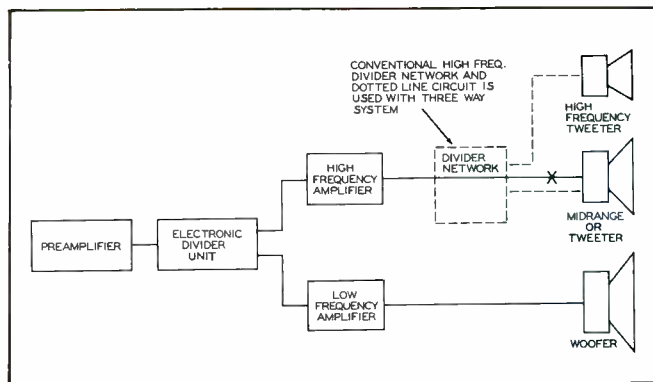 CONVENTIONAL HIGH FREQ.
DIVIDER NETWORK AND
DOTTED LINE CIRCUIT IS
USED WITH THREE WAY
SYSTEM
HIGH
FREQUENCY
TWEETER
HIGH
FREQUENCY
AMPLIFIER
DIVIDER
NETWORK
X
MIDRANGE
OR
TWEETER
PREAMPLIFIER
ELECTRONIC
DIVIDER
UNIT
LOW
FREQUENCY
AMPLIFIER
WOOFER